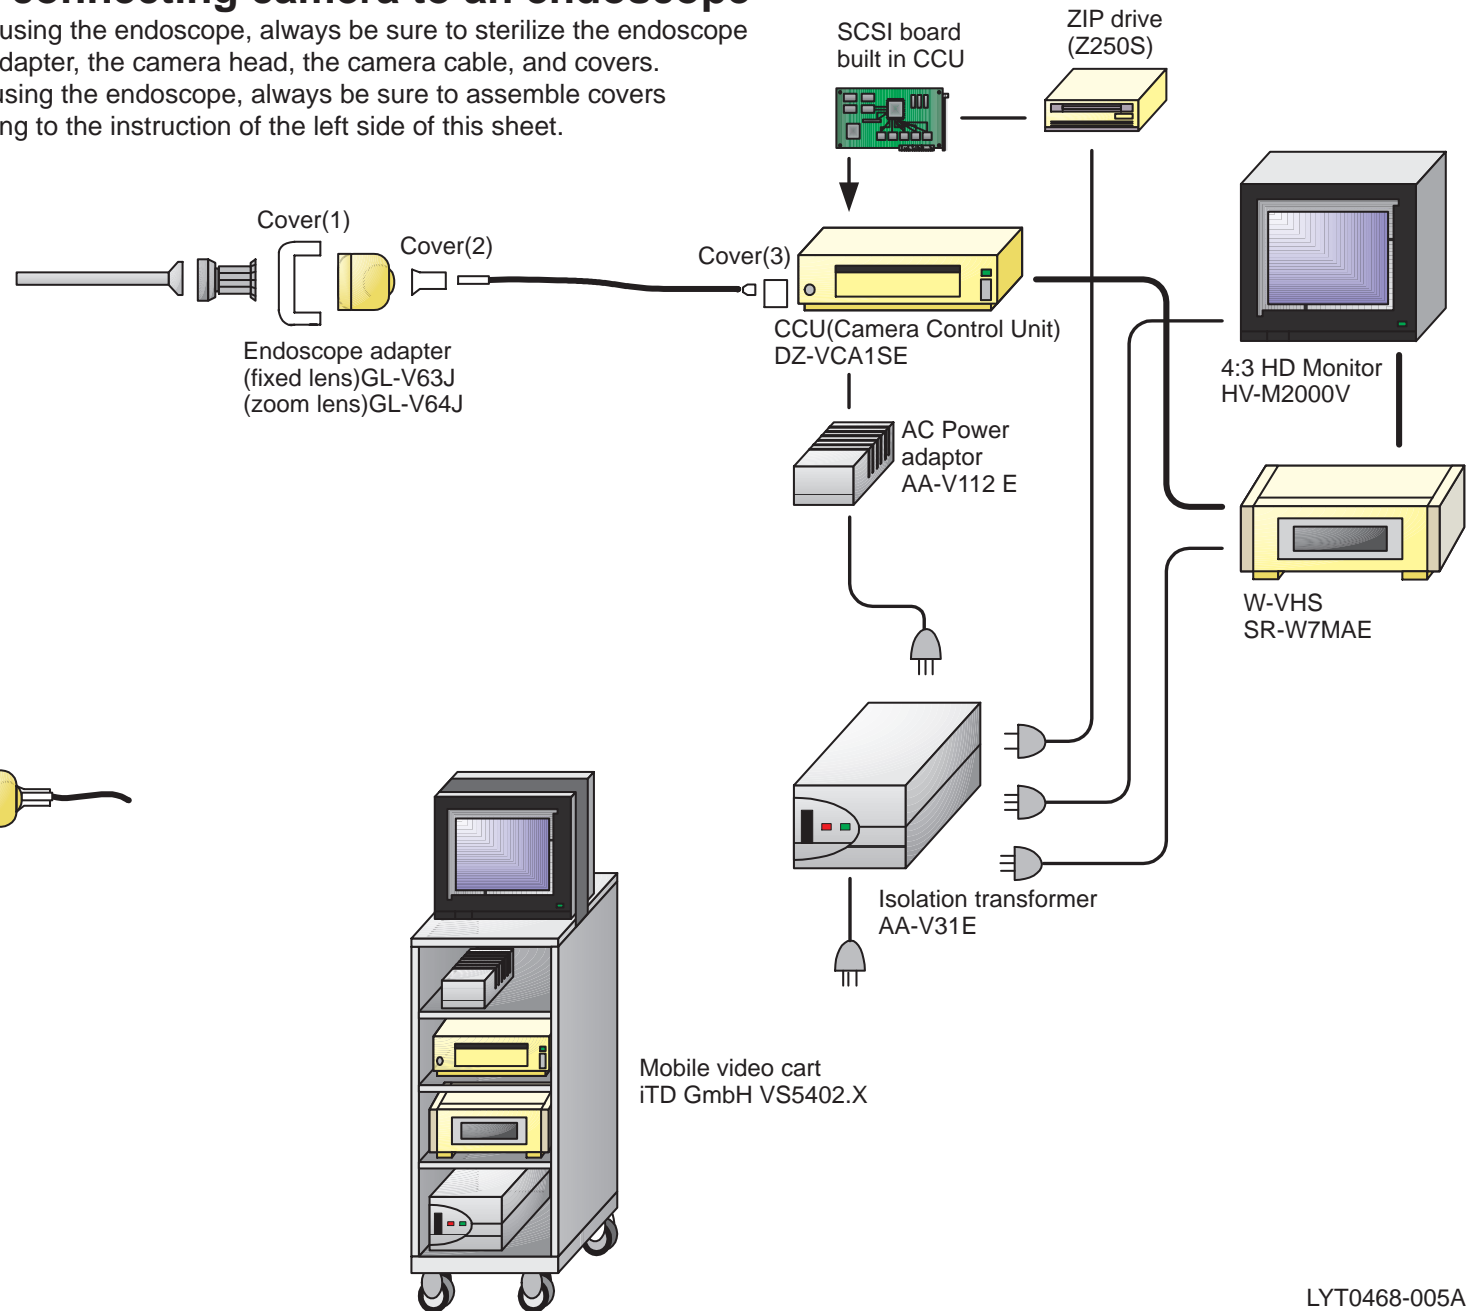 connecting camera to an endoscope
using the endoscope, always be sure to sterilize the endoscope
dapter, the camera head, the camera cable, and covers.
using the endoscope, always be sure to assemble covers
ng to the instruction of the left side of this sheet.
SCSI board
built in CCU
ZIP drive
(Z250S)
Cover(1)
Cover(2)
Cover(3)
Endoscope adapter
(fixed lens)GL-V63J
(zoom lens)GL-V64J
CCU(Camera Control Unit)
DZ-VCA1SE
4:3 HD Monitor
HV-M2000V
AC Power
adaptor
AA-V112 E
W-VHS
SR-W7MAE
Isolation transformer
AA-V31E
Mobile video cart
iTD GmbH VS5402.X
LYT0468-005A